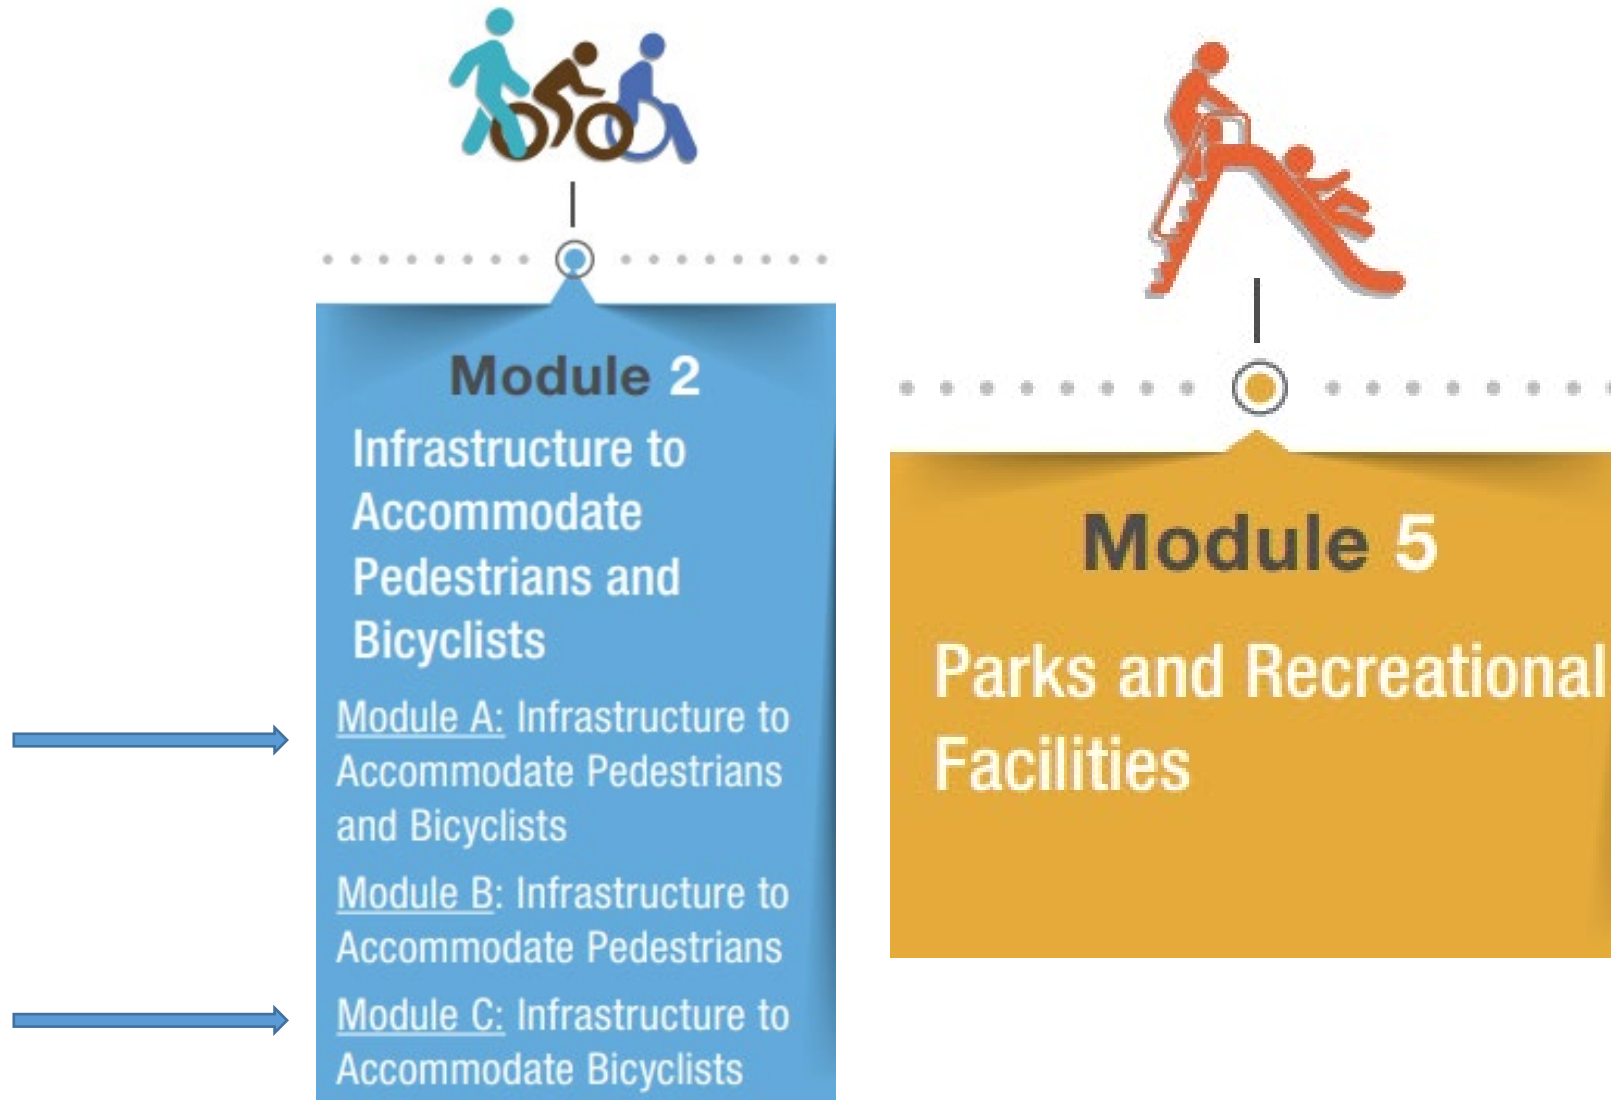 Module 2
Infrastructure to
Accommodate
Pedestrians and
Bicyclists
Module A: Infrastructure to
Accommodate Pedestrians
and Bicyclists
Module B: Infrastructure to
Accommodate Pedestrians
Module C: Infrastructure to
Accommodate Bicyclists
Module 5
Parks and Recreational
Facilities